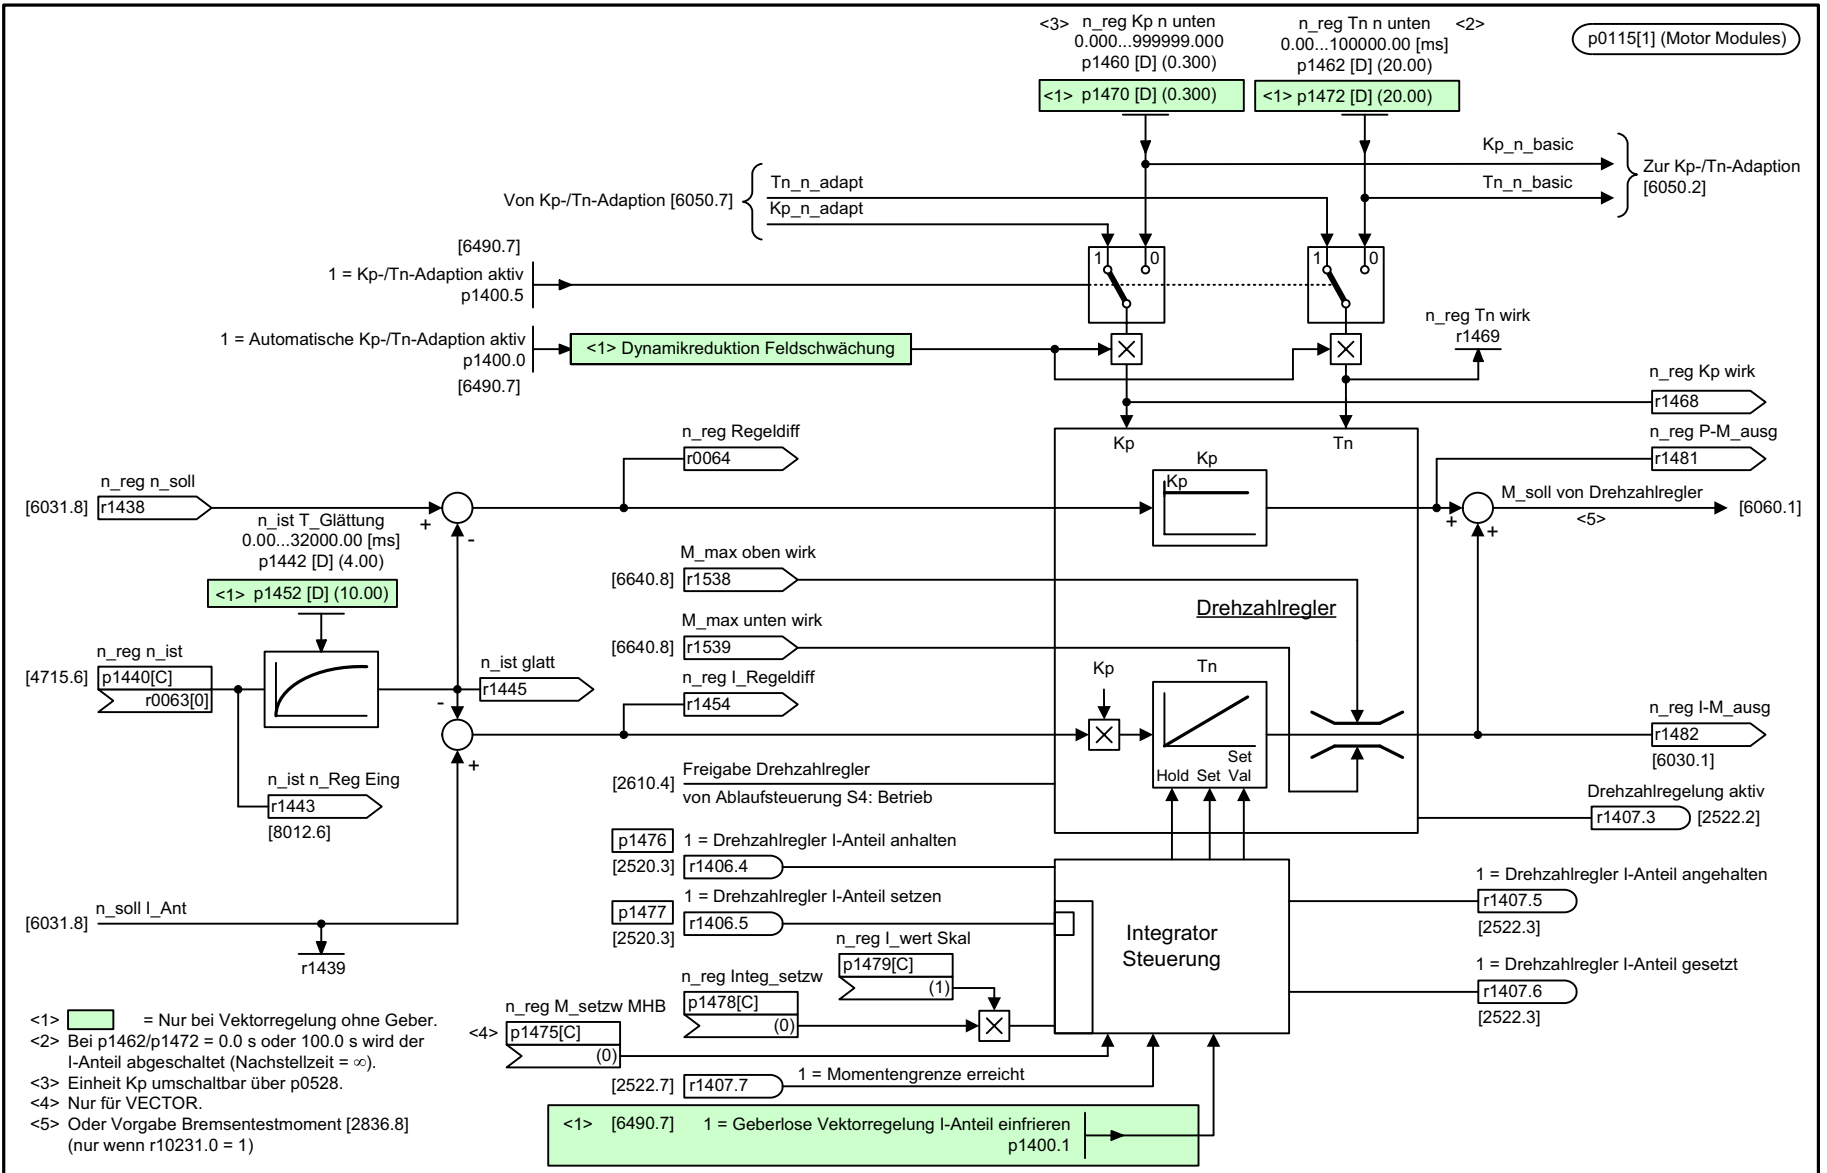 <3> n_reg Kp n unten
0.000...999999.000
p1460 [D] (0.300)
<1> p1470 [D] (0.300)
n_reg Tn n unten <2>
0.00...100000.00 [ms]
p1462 [D] (20.00)
<1> p1472 [D] (20.00)
p0115[1] (Motor Modules)
Kp_n_basic
Tn_n_basic
Zur Kp-/Tn-Adaption
[6050.2]
Von Kp-/Tn-Adaption [6050.7]
Tn_n_adapt
Kp_n_adapt
[6490.7]
1 = Kp-/Tn-Adaption aktiv
p1400.5
1 0
1 0
1 = Automatische Kp-/Tn-Adaption aktiv
p1400.0
[6490.7]
<1> Dynamikreduktion Feldschwächung
n_reg Tn wirk
r1469
n_reg Kp wirk
r1468
n_reg P-M_ausg
r1481
n_reg Regeldiff
r0064
Kp
Tn
Kp
Kp
n_reg n_soll
[6031.8] r1438
+
-
M_soll von Drehzahlregler
<5>
[6060.1]
+
+
n_ist T_Glättung
0.00...32000.00 [ms]
p1442 [D] (4.00)
<1> p1452 [D] (10.00)
M_max oben wirk
[6640.8] r1538
Drehzahlregler
M_max unten wirk
[6640.8] r1539
n_reg n_ist
[4715.6] p1440[C]
r0063[0]
n_ist glatt
r1445
n_reg I_Regeldiff
r1454
-
+
Kp
Tn
Hold Set Set
Val
n_reg I-M_ausg
r1482
[6030.1]
n_ist n_Reg Eing
r1443
[8012.6]
[2610.4] Freigabe Drehzahlregler
von Ablaufsteuerung S4: Betrieb
Drehzahlregelung aktiv
r1407.3 [2522.2]
p1476 1 = Drehzahlregler I-Anteil anhalten
[2520.3] r1406.4
p1477 1 = Drehzahlregler I-Anteil setzen
[2520.3] r1406.5
Integrator
Steuerung
1 = Drehzahlregler I-Anteil angehalten
r1407.5
[2522.3]
1 = Drehzahlregler I-Anteil gesetzt
r1407.6
[2522.3]
[6031.8] n_soll I_Ant
r1439
n_reg I_wert Skal
p1479[C]
(1)
n_reg Integ_setzw
p1478[C]
(0)
n_reg M_setzw MHB
<4> p1475[C]
(0)
[2522.7] r1407.7 1 = Momentengrenze erreicht
<1> [6490.7] 1 = Geberlose Vektorregelung I-Anteil einfrieren
p1400.1
<1> = Nur bei Vektorregelung ohne Geber.
<2> Bei p1462/p1472 = 0.0 s oder 100.0 s wird der
I-Anteil abgeschaltet (Nachstellzeit = ∞).
<3> Einheit Kp umschaltbar über p0528.
<4> Nur für VECTOR.
<5> Oder Vorgabe Bremsentestmoment [2836.8]
(nur wenn r10231.0 = 1)